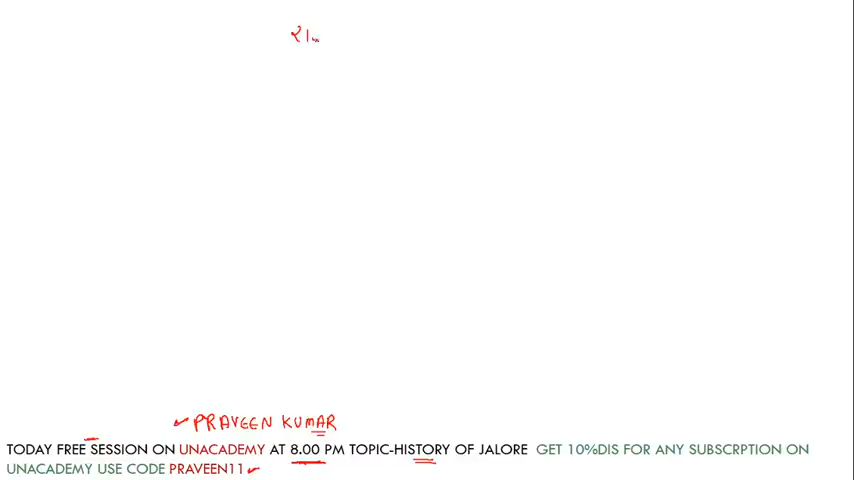 PRAVEEN KUMAR
TODAY FREE SESSION ON UNACADEMY AT 8.00 PM TOPIC-HISTORY OF JALORE GET 10%DIS FOR ANY SUBSCRPTION ON
UNACADEMY USE CODE PRAVEEN11